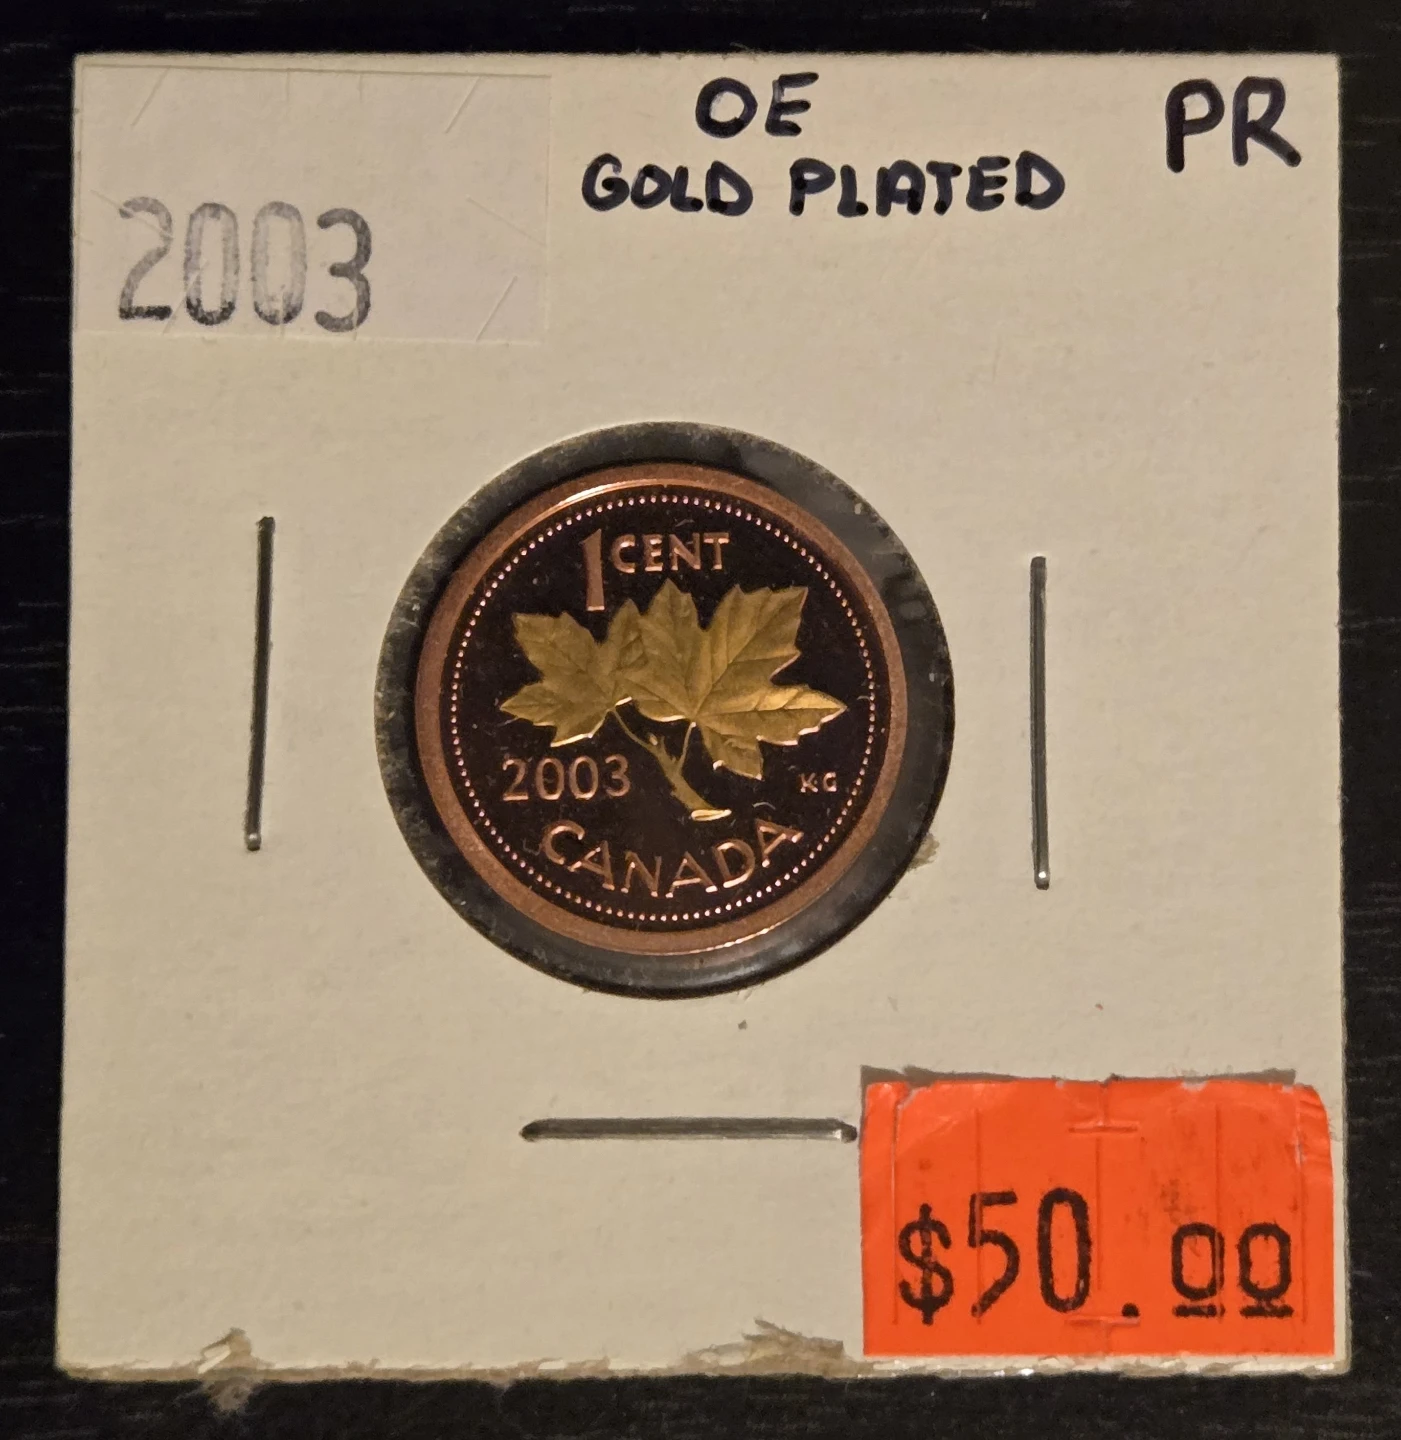 OE
PR
GOLD PLATED
2003
1 CENT
2003
KG
CANADA
$50.00